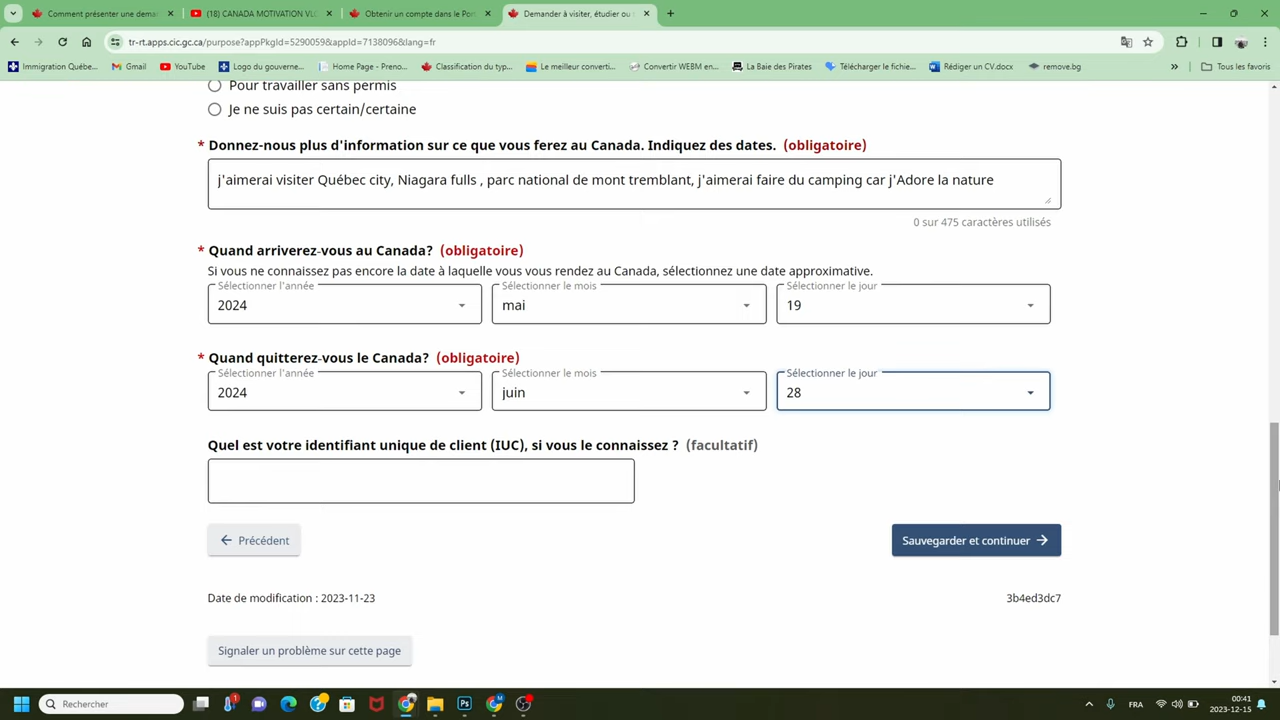 Comment présenter une dema
(18) CANADA MOTIVATION VLO
Obtenir un compte dans le Por
Demander à visiter, étudier ou
tr-rt.apps.cic.gc.ca/purpose?appPkgId=5290059&appId=7138096&lang=fr
Immigration Québe...
Gmail
YouTube
Logo du gouverne...
Home Page - Preno...
Classification du typ...
Le meilleur converti...
Convertir WEBM en...
La Baie des Pirates
Télécharger le fichie...
Rédiger un CV.docx
remove.bg
Tous les favoris
Pour travailler sans permis
Je ne suis pas certain/certaine
* Donnez-nous plus d'information sur ce que vous ferez au Canada. Indiquez des dates. (obligatoire)
j'aimerai visiter Québec city, Niagara fulls , parc national de mont tremblant, j'aimerai faire du camping car j'Adore la nature
0 sur 475 caractères utilisés
* Quand arriverez-vous au Canada? (obligatoire)
Si vous ne connaissez pas encore la date à laquelle vous vous rendez au Canada, sélectionnez une date approximative.
Sélectionner l'année
Sélectionner le mois
Sélectionner le jour
2024
mai
19
* Quand quitterez-vous le Canada? (obligatoire)
Sélectionner l'année
Sélectionner le mois
Sélectionner le jour
2024
juin
28
Quel est votre identifiant unique de client (IUC), si vous le connaissez ? (facultatif)
Précédent
Sauvegarder et continuer
Date de modification : 2023-11-23
3b4ed3dc7
Signaler un problème sur cette page
Rechercher
FRA
00:41
2023-12-15